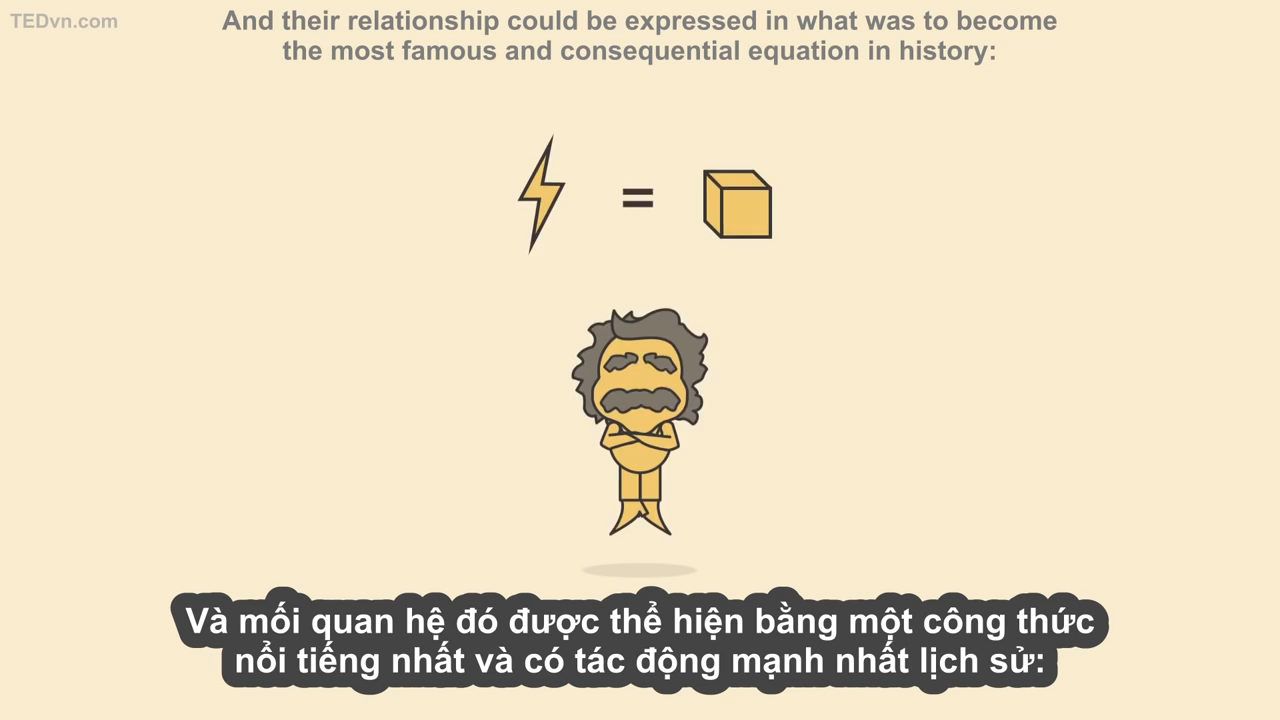 TEDvn.com
And their relationship could be expressed in what was to become
the most famous and consequential equation in history:
=
Và mối quan hệ đó được thể hiện bằng một công thức
nổi tiếng nhất và có tác động mạnh nhất lịch sử: